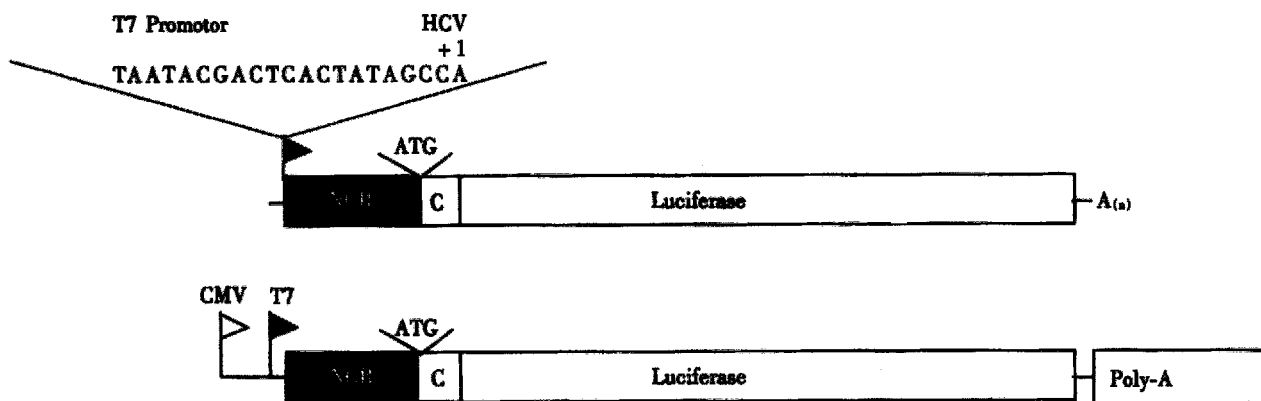 T7 Promotor HCV
+1
TAATACGACTCACTATAGCCA
ATG
C Luciferase A(n)
CMV T7
ATG
C Luciferase Poly-A